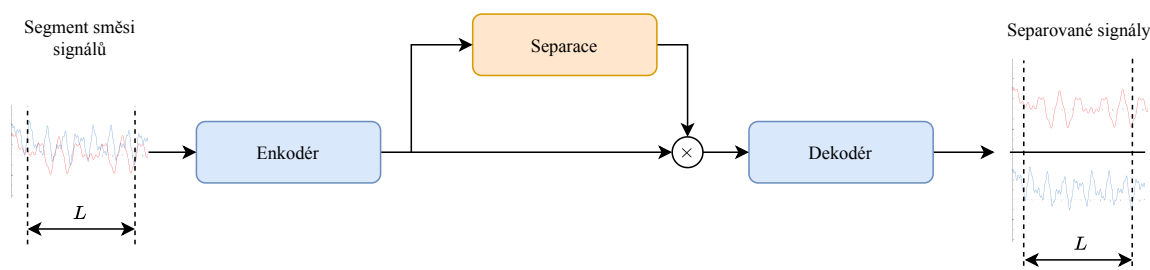 Segment směsi
signálů
L
Enkodér
Separace
×
Dekodér
Separované signály
L